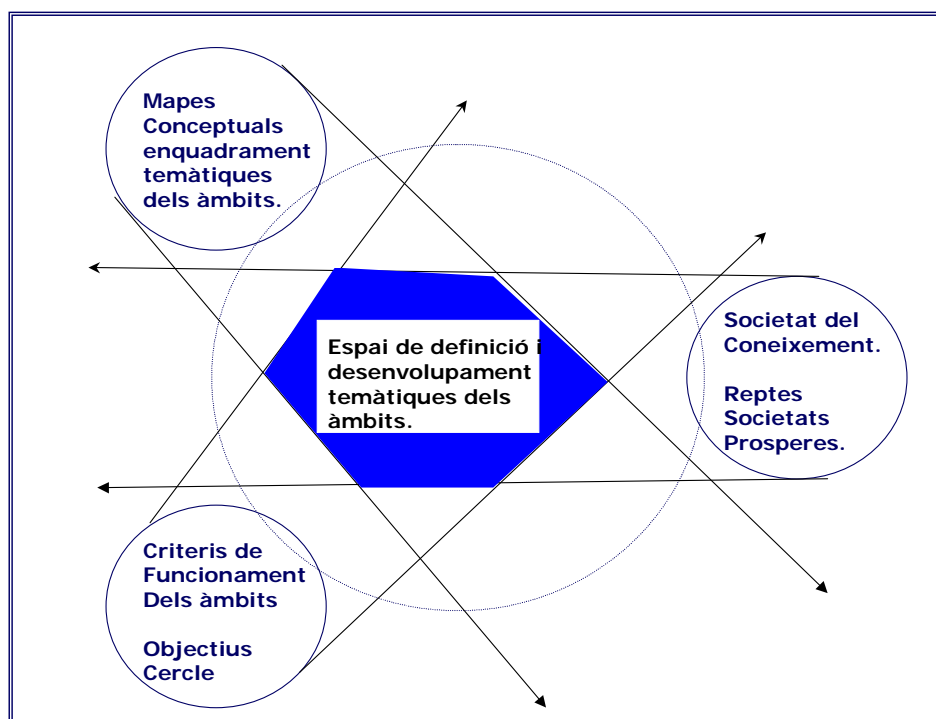 Mapes
Conceptuals
enquadrament
temàtiques
dels àmbits.
Espai de definició i
desenvolupament
temàtiques dels
àmbits.
Societat del
Coneixement.
Reptes
Societats
Prosperes.
Criteris de
Funcionament
Dels àmbits
Objectius
Cercle